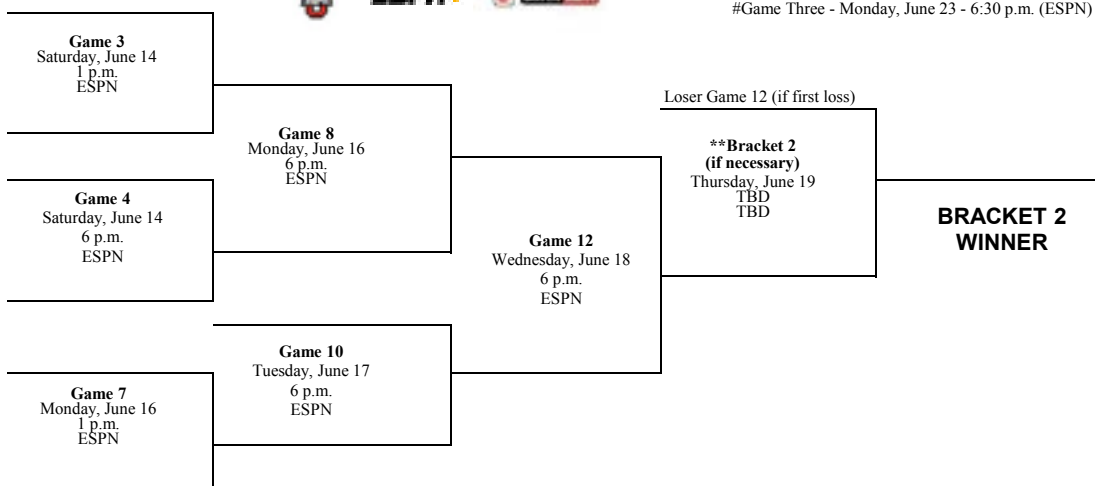 #Game Three - Monday, June 23 - 6:30 p.m. (ESPN)
Game 3
Saturday, June 14
1 p.m.
ESPN
Loser Game 12 (if first loss)
Game 8
Monday, June 16
6 p.m.
ESPN
**Bracket 2
(if necessary)
Thursday, June 19
TBD
TBD
Game 4
Saturday, June 14
6 p.m.
ESPN
BRACKET 2
WINNER
Game 12
Wednesday, June 18
6 p.m.
ESPN
Game 10
Tuesday, June 17
6 p.m.
ESPN
Game 7
Monday, June 16
1 p.m.
ESPN